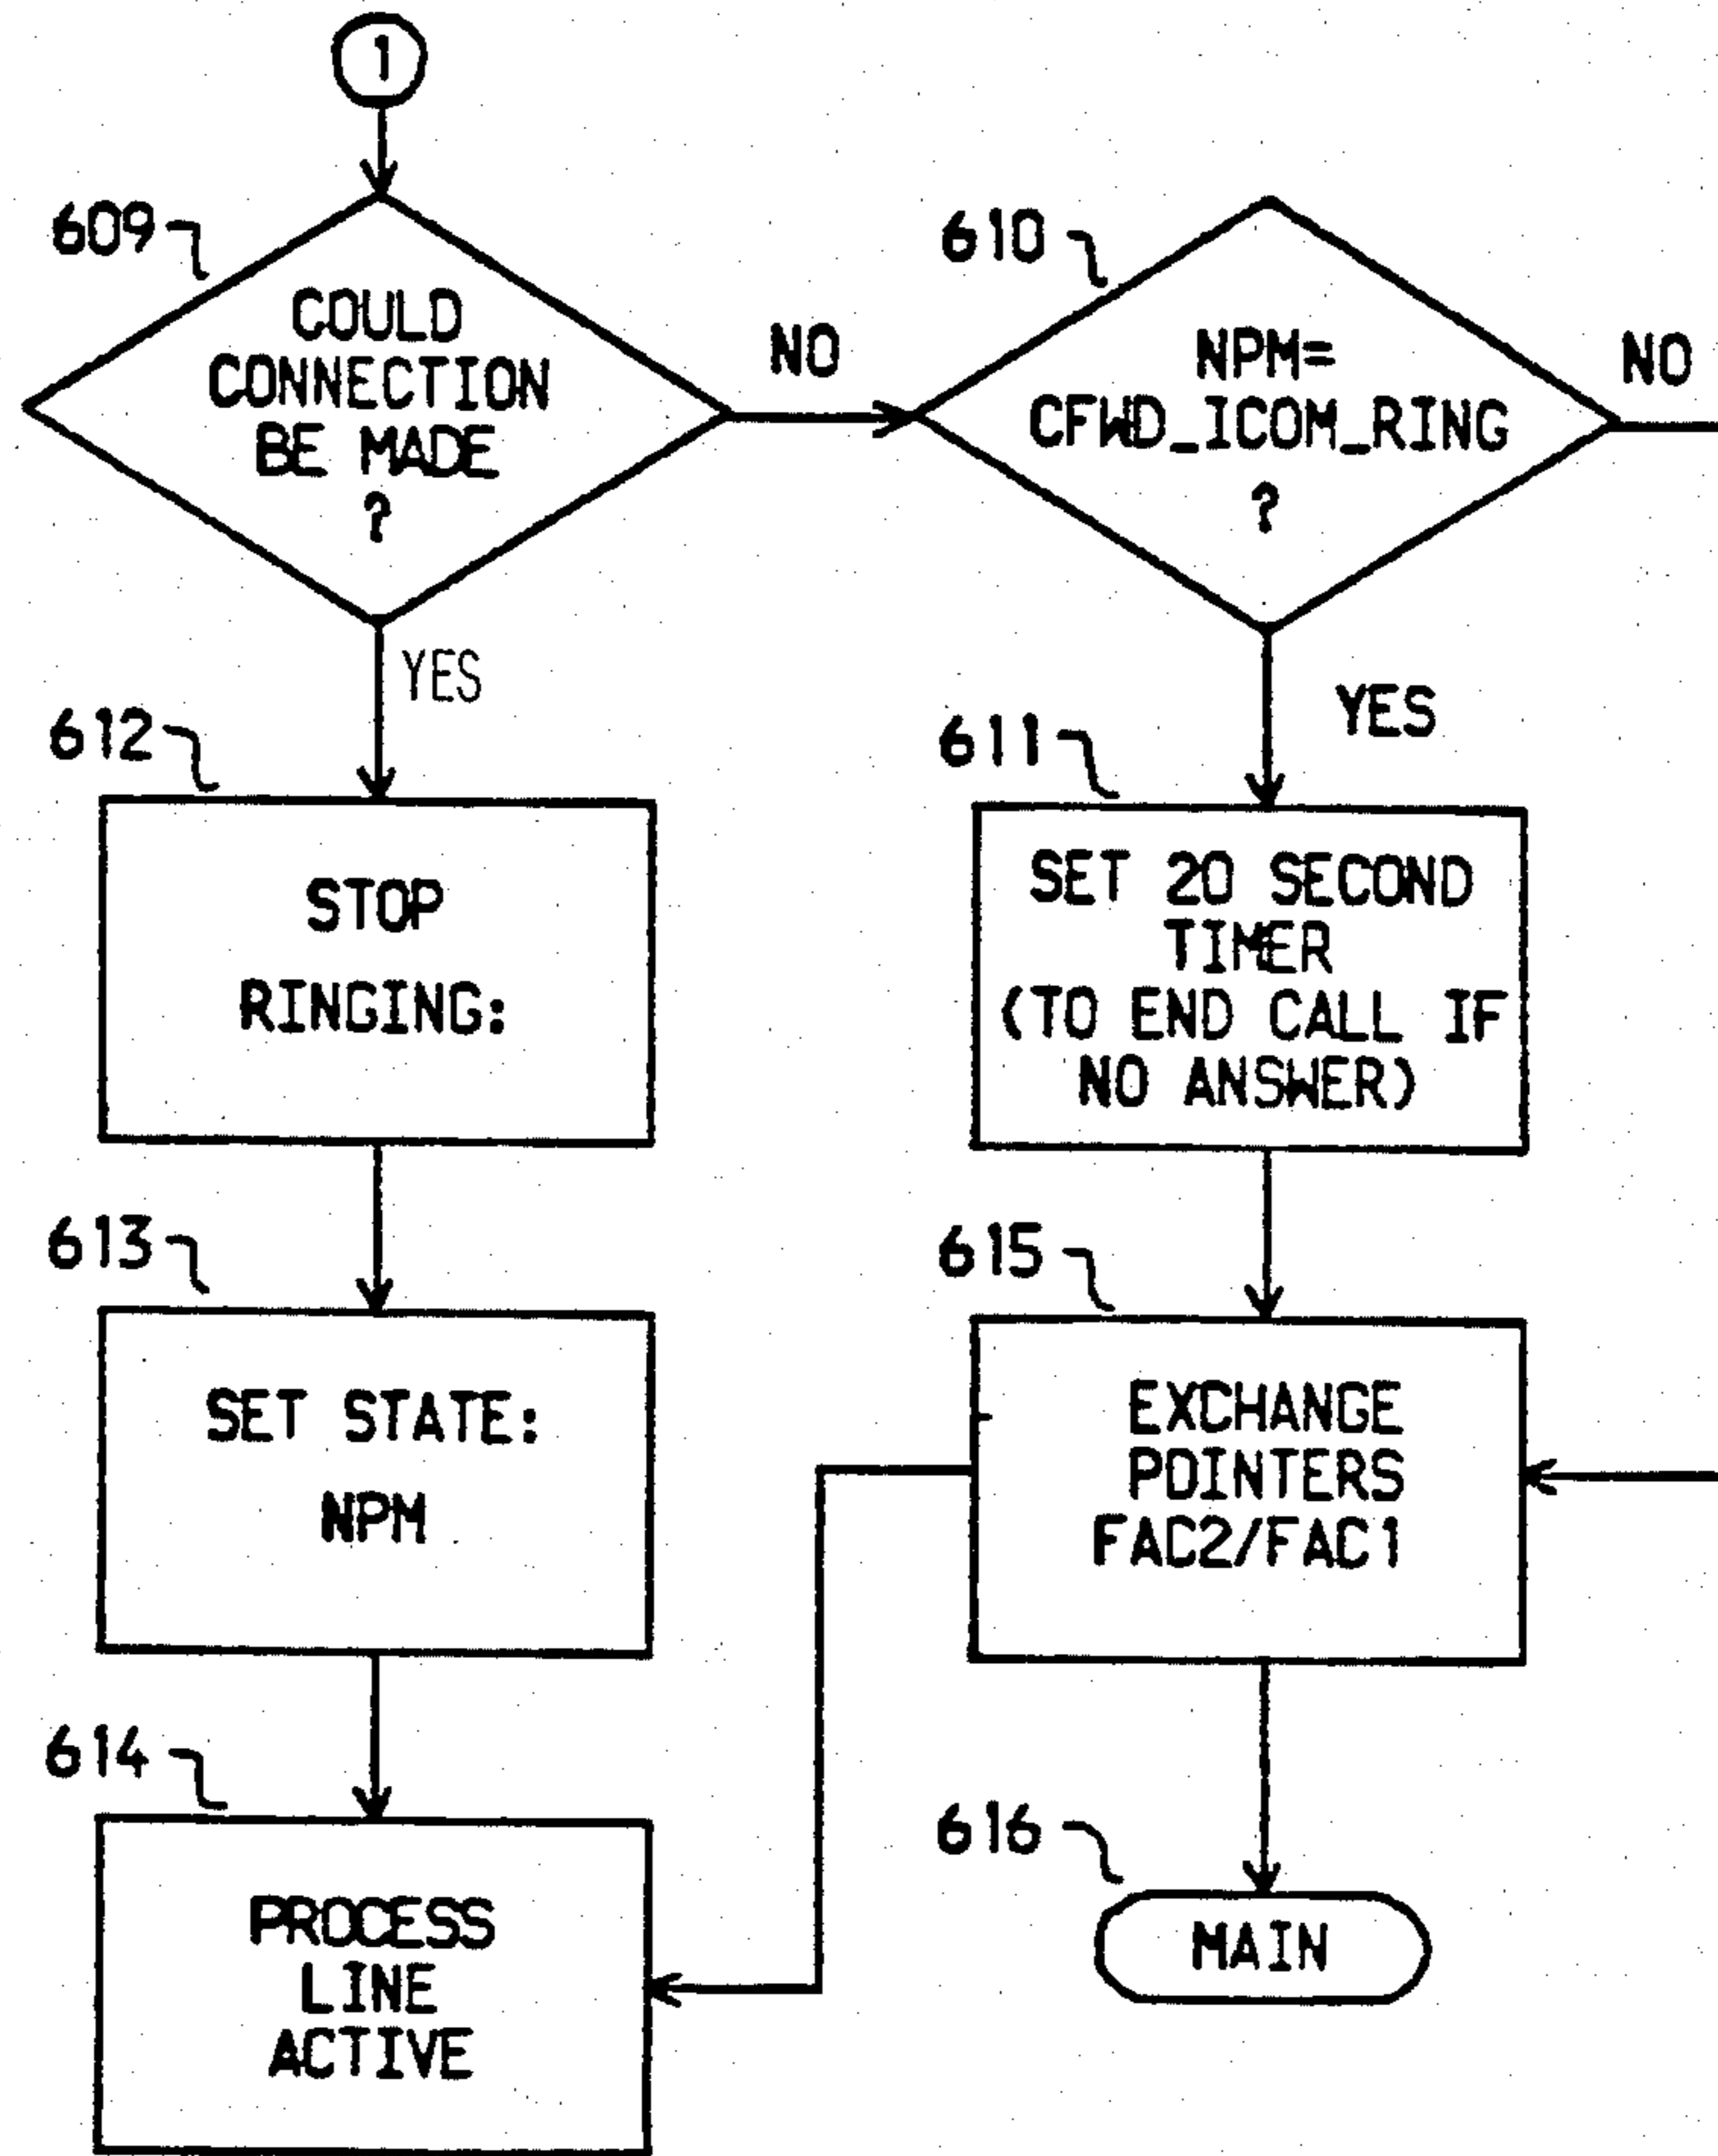 1
609
COULD
CONNECTION
BE MADE
?
NO
610
NPM=
CFWD_ICOM_RING
?
NO
YES
YES
612
STOP
RINGING:
611
SET 20 SECOND
TIMER
(TO END CALL IF
NO ANSWER)
613
SET STATE:
NPM
615
EXCHANGE
POINTERS
FAC2/FAC1
614
PROCESS
LINE
ACTIVE
616
MAIN